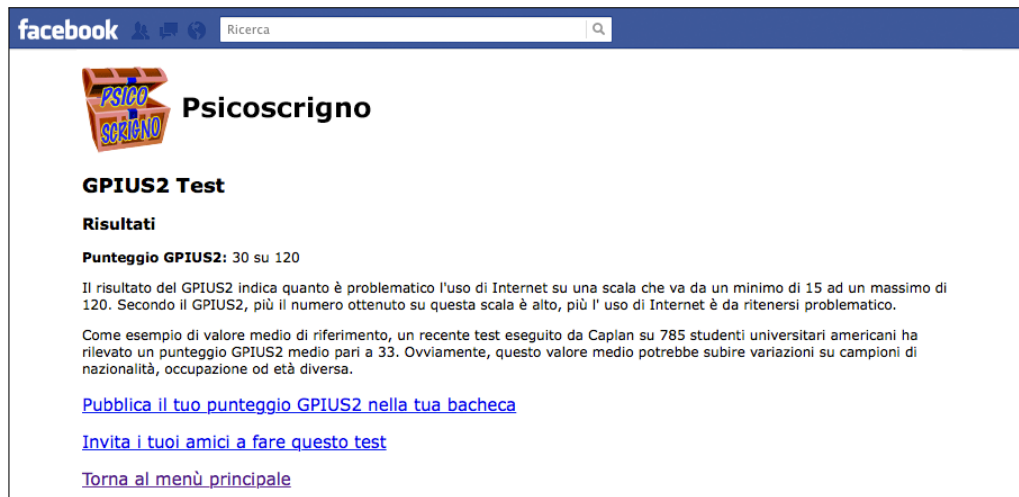 facebook
Ricerca
PSICO
SCRIGNO
Psicoscrigno
GPIUS2 Test
Risultati
Punteggio GPIUS2: 30 su 120
Il risultato del GPIUS2 indica quanto è problematico l'uso di Internet su una scala che va da un minimo di 15 ad un massimo di
120. Secondo il GPIUS2, più il numero ottenuto su questa scala è alto, più l' uso di Internet è da ritenersi problematico.
Come esempio di valore medio di riferimento, un recente test eseguito da Caplan su 785 studenti universitari americani ha
rilevato un punteggio GPIUS2 medio pari a 33. Ovviamente, questo valore medio potrebbe subire variazioni su campioni di
nazionalità, occupazione od età diversa.
Pubblica il tuo punteggio GPIUS2 nella tua bacheca
Invita i tuoi amici a fare questo test
Torna al menù principale